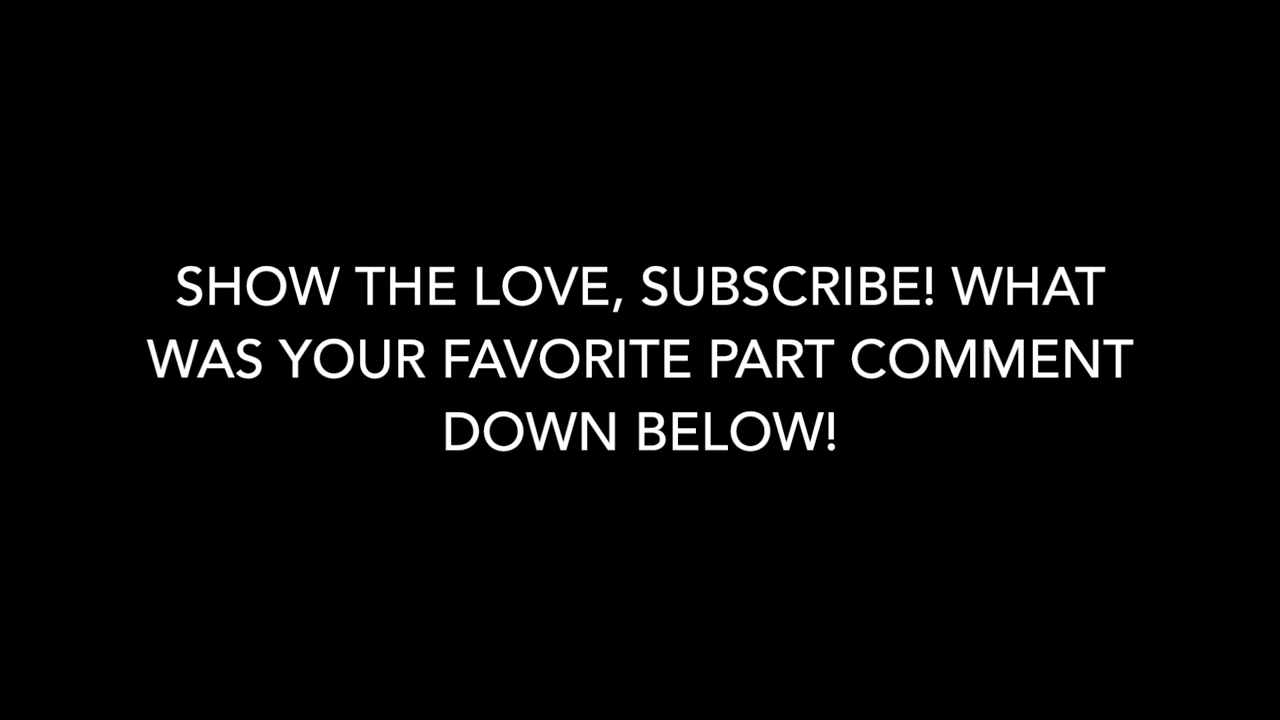 SHOW THE LOVE, SUBSCRIBE! WHAT
WAS YOUR FAVORITE PART COMMENT
DOWN BELOW!